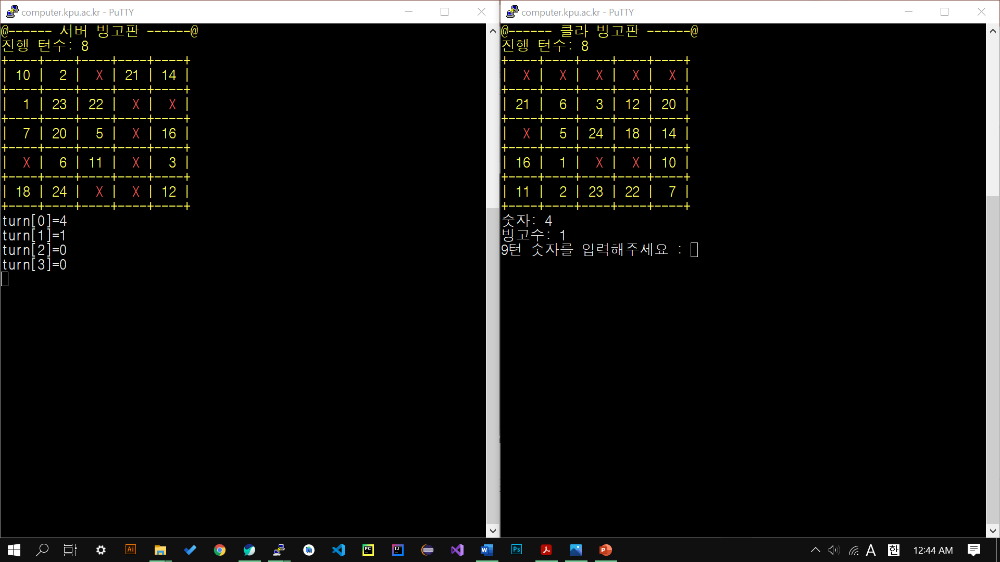 computer.kpu.ac.kr - PuTTY
@------ 서버 빙고판 ------@
진행 턴수: 8
+----+----+----+----+----+
| 10 |  2 |  X | 21 | 14 |
+----+----+----+----+----+
|  1 | 23 | 22 |  X |  X |
+----+----+----+----+----+
|  7 | 20 |  5 |  X | 16 |
+----+----+----+----+----+
|  X |  6 | 11 |  X |  3 |
+----+----+----+----+----+
| 18 | 24 |  X |  X | 12 |
+----+----+----+----+----+
turn[0]=4
turn[1]=1
turn[2]=0
turn[3]=0
computer.kpu.ac.kr - PuTTY
@------ 클라 빙고판 ------@
진행 턴수: 8
+----+----+----+----+----+
|  X |  X |  X |  X |  X |
+----+----+----+----+----+
| 21 |  6 |  3 | 12 | 20 |
+----+----+----+----+----+
|  X |  5 | 24 | 18 | 14 |
+----+----+----+----+----+
| 16 |  1 |  X |  X | 10 |
+----+----+----+----+----+
| 11 |  2 | 23 | 22 |  7 |
+----+----+----+----+----+
숫자: 4
빙고수: 1
9턴 숫자를 입력해주세요 :
Ai PC IJ W Ps P A 한 12:44 AM